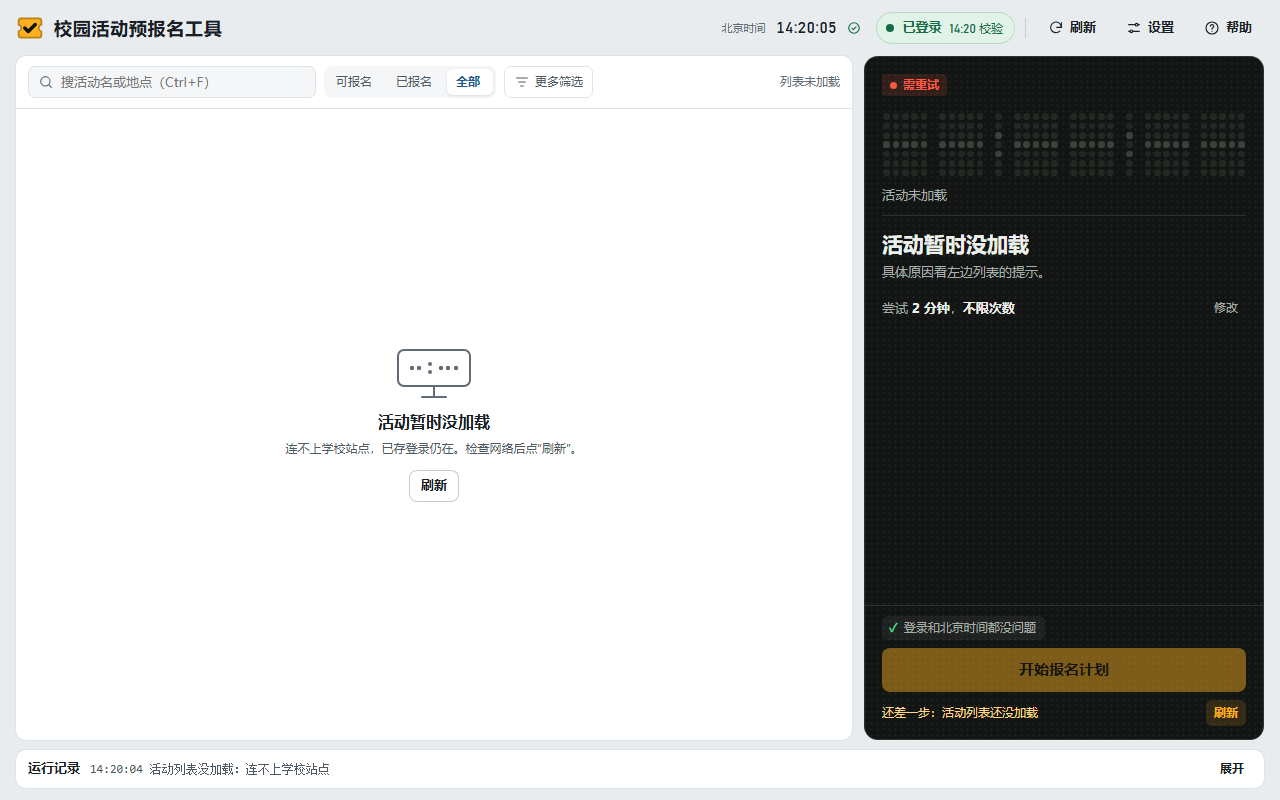 校园活动预报名工具
北京时间 14:20:05 已登录 14:20 校验 刷新 设置 帮助
搜活动名或地点（Ctrl+F） 可报名 已报名 全部 更多筛选 列表未加载
活动暂时没加载
连不上学校站点，已存登录仍在。检查网络后点“刷新”。
刷新
需重试
活动未加载
活动暂时没加载
具体原因看左边列表的提示。
尝试 2 分钟，不限次数 修改
✓ 登录和北京时间都没问题
开始报名计划
还差一步：活动列表还没加载 刷新
运行记录 14:20:04 活动列表没加载：连不上学校站点 展开